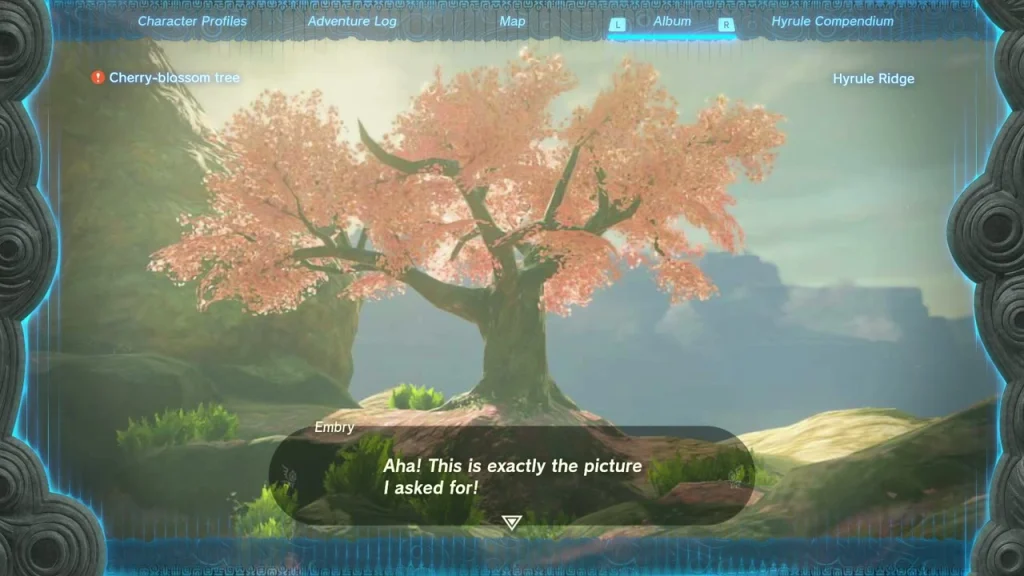 Character Profiles
Adventure Log
Map
L
Album
R
Hyrule Compendium
! Cherry-blossom tree
Hyrule Ridge
Embry
Aha! This is exactly the picture
I asked for!